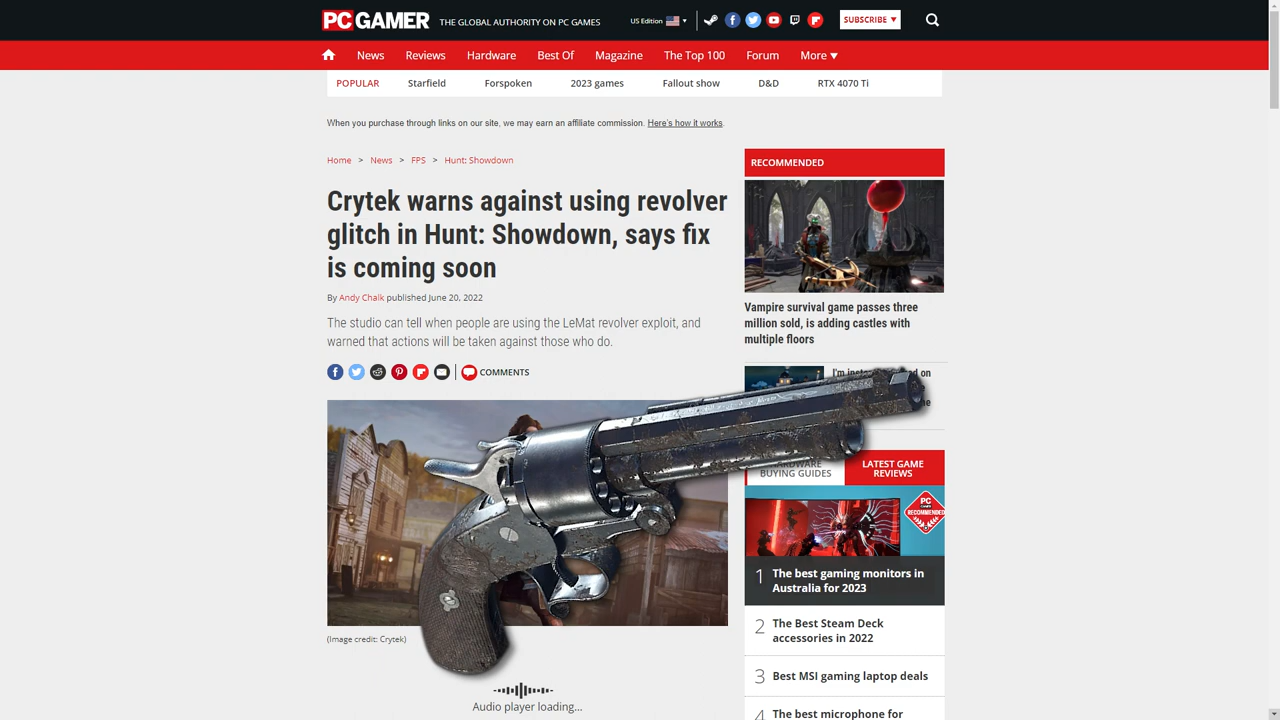 PC GAMER THE GLOBAL AUTHORITY ON PC GAMES US Edition SUBSCRIBE
News Reviews Hardware Best Of Magazine The Top 100 Forum More
POPULAR Starfield Forspoken 2023 games Fallout show D&D RTX 4070 Ti
When you purchase through links on our site, we may earn an affiliate commission. Here's how it works.
Home > News > FPS > Hunt: Showdown
Crytek warns against using revolver
glitch in Hunt: Showdown, says fix
is coming soon
By Andy Chalk published June 20, 2022
The studio can tell when people are using the LeMat revolver exploit, and
warned that actions will be taken against those who do.
COMMENTS
(Image credit: Crytek)
Audio player loading...
RECOMMENDED
Vampire survival game passes three
million sold, is adding castles with
multiple floors
I'm on
HARDWARE
BUYING GUIDES
LATEST GAME
REVIEWS
PC
GAMER
RECOMMENDED
1 The best gaming monitors in
Australia for 2023
2 The Best Steam Deck
accessories in 2022
3 Best MSI gaming laptop deals
4 The best microphone for